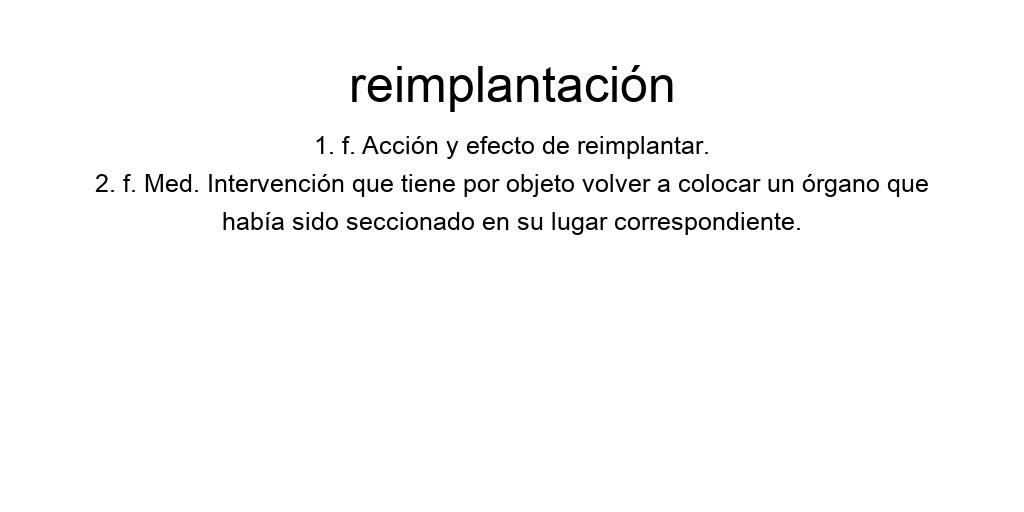 reimplantación
1. f. Acción y efecto de reimplantar.
2. f. Med. Intervención que tiene por objeto volver a colocar un órgano que
había sido seccionado en su lugar correspondiente.